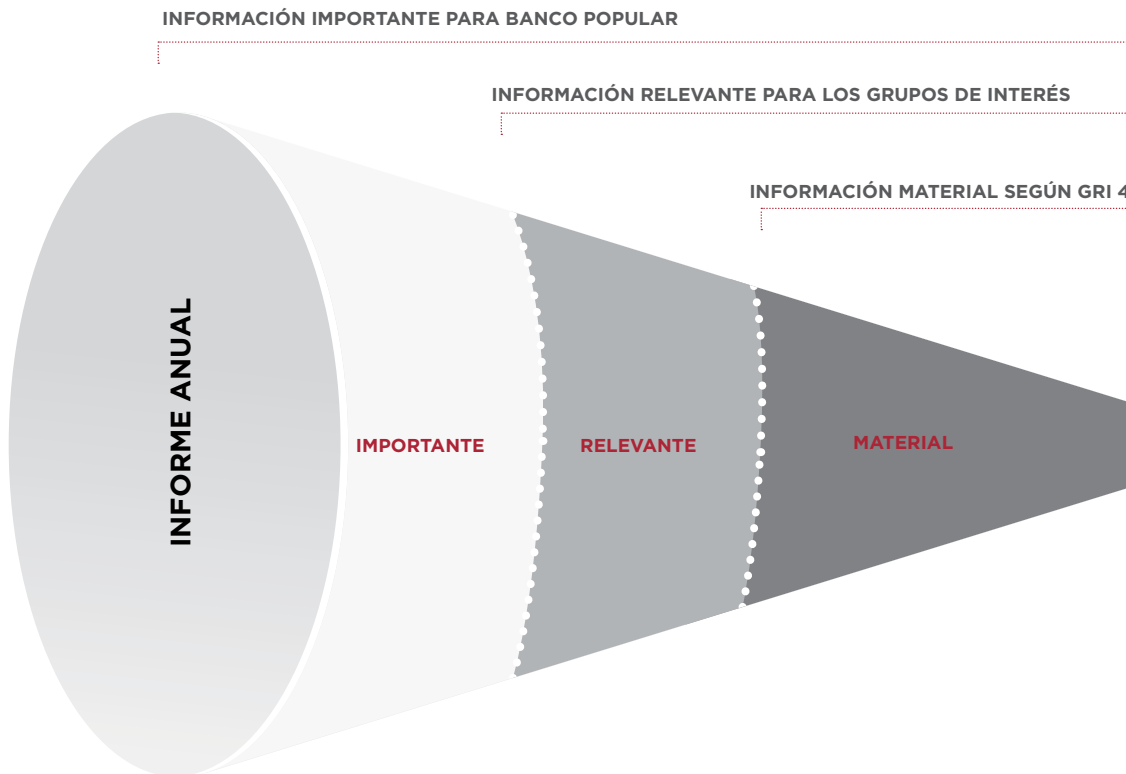 INFORMACIÓN IMPORTANTE PARA BANCO POPULAR
INFORMACIÓN RELEVANTE PARA LOS GRUPOS DE INTERÉS
INFORMACIÓN MATERIAL SEGÚN GRI 4
INFORME ANUAL
IMPORTANTE
RELEVANTE
MATERIAL